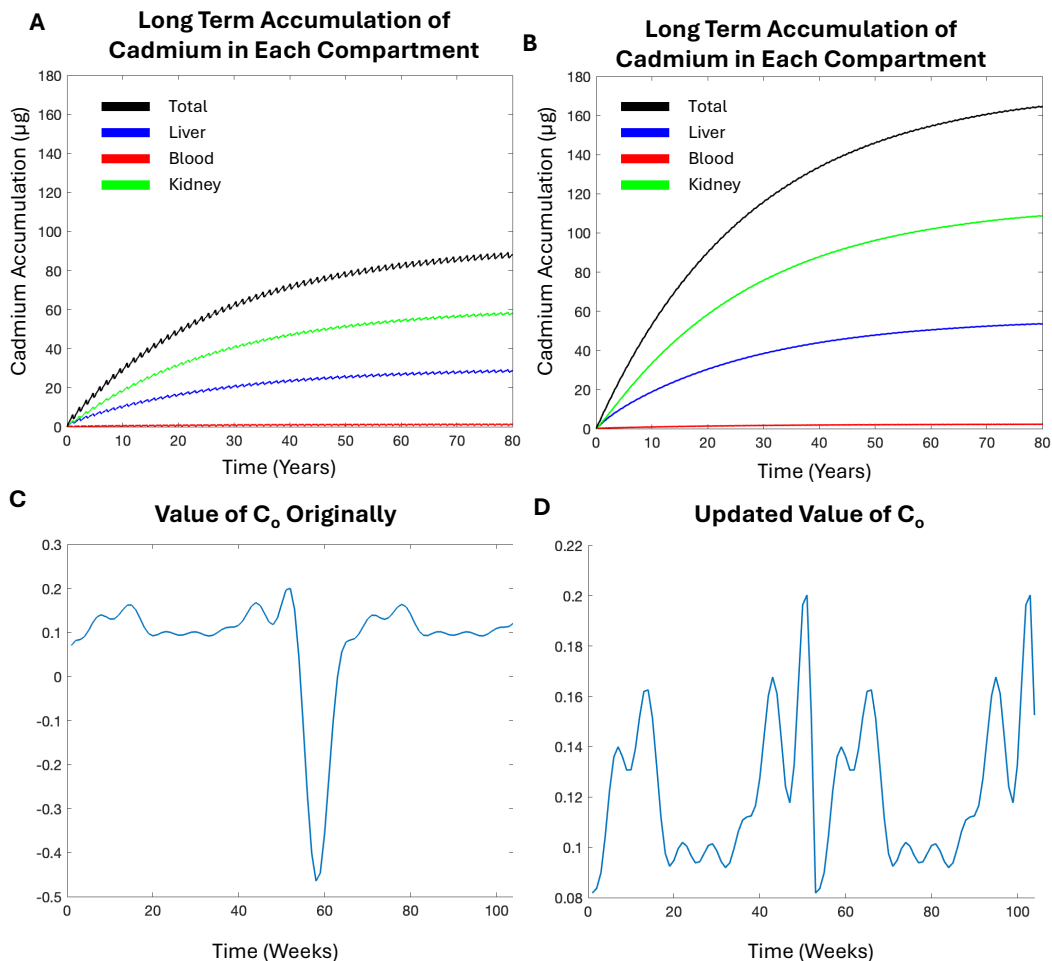 A
Long Term Accumulation of
Cadmium in Each Compartment
Cadmium Accumulation (µg)
180
160
140
120
100
80
60
40
20
0
Total
Liver
Blood
Kidney
0 10 20 30 40 50 60 70 80
Time (Years)
B
Long Term Accumulation of
Cadmium in Each Compartment
Cadmium Accumulation (µg)
180
160
140
120
100
80
60
40
20
0
Total
Liver
Blood
Kidney
0 10 20 30 40 50 60 70 80
Time (Years)
C
Value of Co Originally
0.3
0.2
0.1
0
-0.1
-0.2
-0.3
-0.4
-0.5
0 20 40 60 80 100
Time (Weeks)
D
Updated Value of Co
0.22
0.2
0.18
0.16
0.14
0.12
0.1
0.08
0 20 40 60 80 100
Time (Weeks)